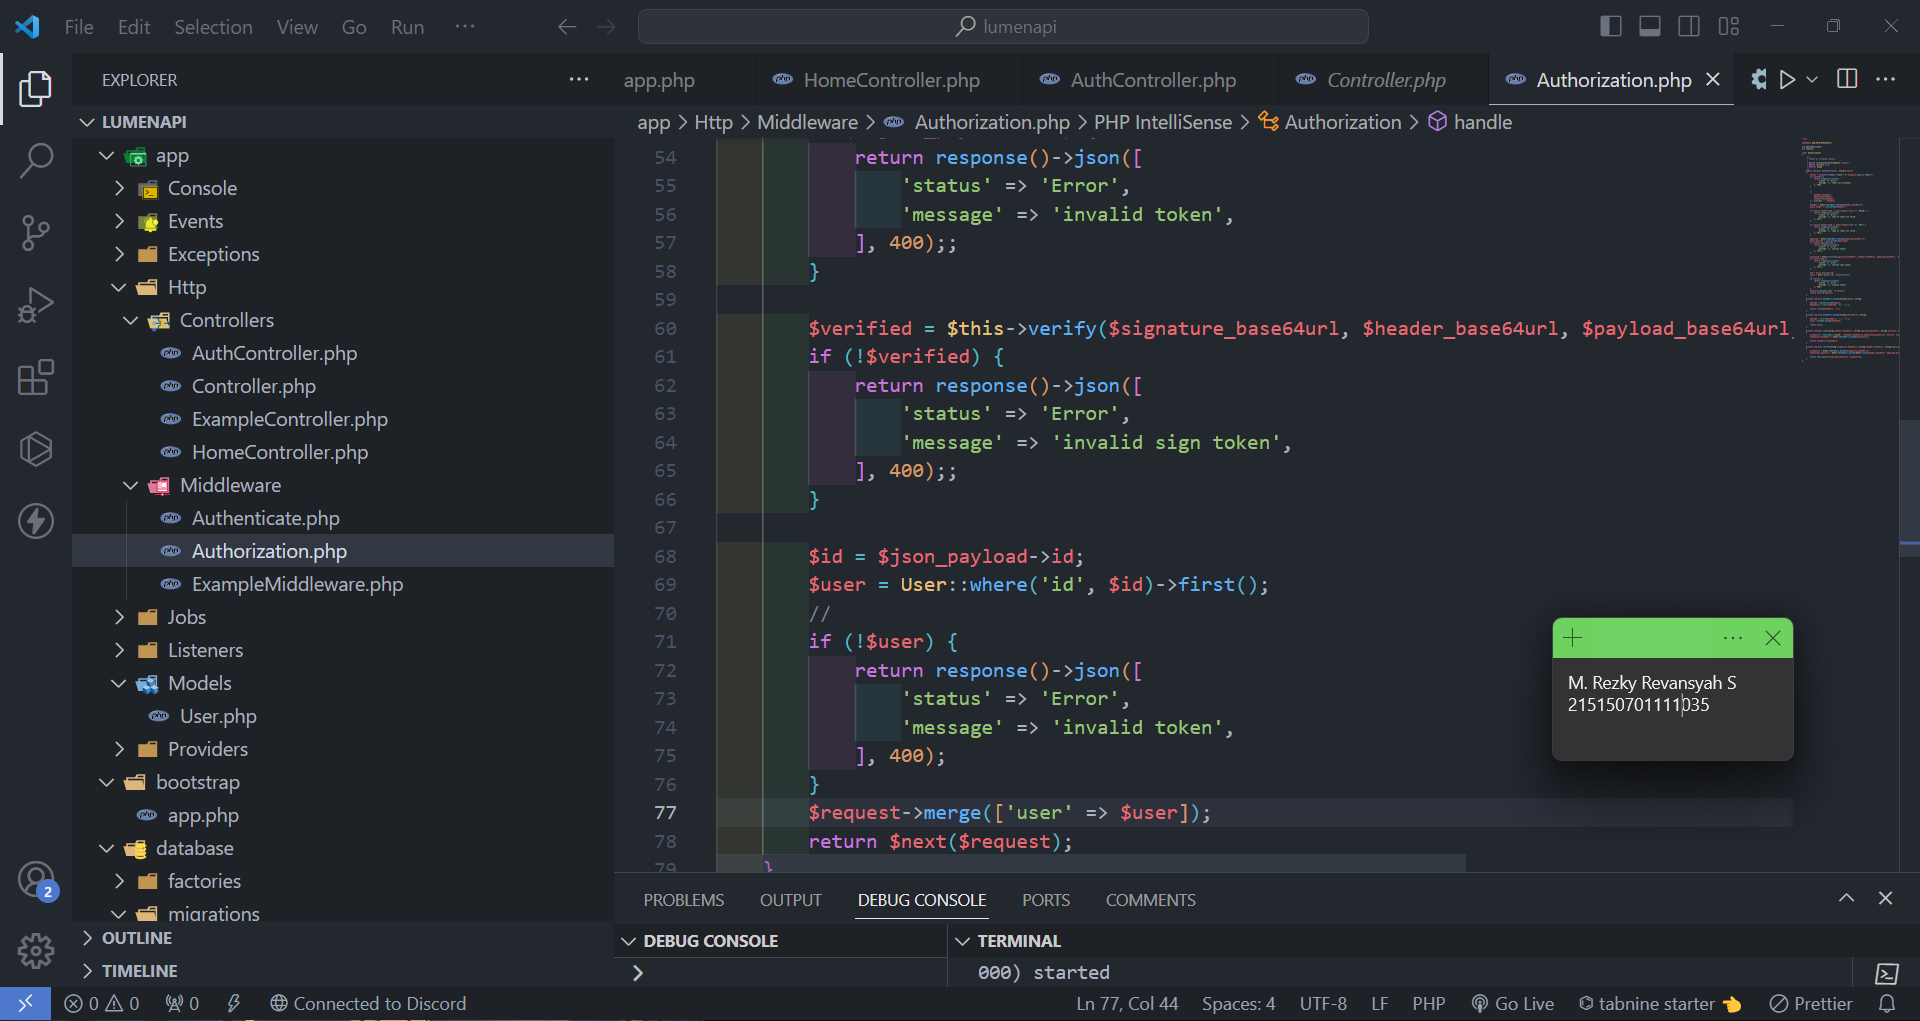 File Edit Selection View Go Run ···
lumenapi
EXPLORER
app.php HomeController.php AuthController.php Controller.php Authorization.php
LUMENAPI
app > Http > Middleware > Authorization.php > PHP IntelliSense > Authorization > handle
app
Console
Events
Exceptions
Http
Controllers
AuthController.php
Controller.php
ExampleController.php
HomeController.php
Middleware
Authenticate.php
Authorization.php
ExampleMiddleware.php
Jobs
Listeners
Models
User.php
Providers
bootstrap
app.php
database
factories
migrations
OUTLINE
TIMELINE
54 return response()->json([
55 'status' => 'Error',
56 'message' => 'invalid token',
57 ], 400);;
58 }
59
60 $verified = $this->verify($signature_base64url, $header_base64url, $payload_base64url,
61 if (!$verified) {
62 return response()->json([
63 'status' => 'Error',
64 'message' => 'invalid sign token',
65 ], 400);;
66 }
67
68 $id = $json_payload->id;
69 $user = User::where('id', $id)->first();
70 //
71 if (!$user) {
72 return response()->json([
73 'status' => 'Error',
74 'message' => 'invalid token',
75 ], 400);
76 }
77 $request->merge(['user' => $user]);
78 return $next($request);
79 }
M. Rezky Revansyah S
215150701111035
PROBLEMS OUTPUT DEBUG CONSOLE PORTS COMMENTS
DEBUG CONSOLE
TERMINAL
000) started
2
0 0 0 Connected to Discord
Ln 77, Col 44 Spaces: 4 UTF-8 LF PHP Go Live tabnine starter Prettier